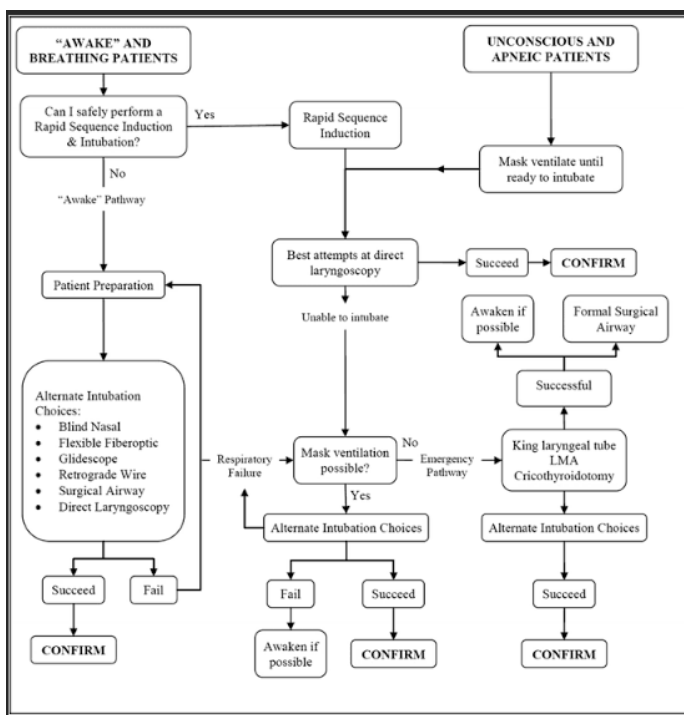 “AWAKE” AND
BREATHING PATIENTS
UNCONSCIOUS AND
APNEIC PATIENTS
Can I safely perform a
Rapid Sequence Induction
& Intubation?
Yes
Rapid Sequence
Induction
Mask ventilate until
ready to intubate
No
“Awake” Pathway
Best attempts at direct
laryngoscopy
Succeed
CONFIRM
Patient Preparation
Unable to intubate
Awaken if
possible
Formal Surgical
Airway
Successful
Alternate Intubation
Choices:
• Blind Nasal
• Flexible Fiberoptic
• Glidescope
• Retrograde Wire
• Surgical Airway
• Direct Laryngoscopy
Respiratory
Failure
Mask ventilation
possible?
No
Emergency
Pathway
King laryngeal tube
LMA
Cricothyroidotomy
Yes
Alternate Intubation Choices
Alternate Intubation Choices
Succeed
Fail
Fail
Succeed
Succeed
CONFIRM
Awaken if
possible
CONFIRM
CONFIRM